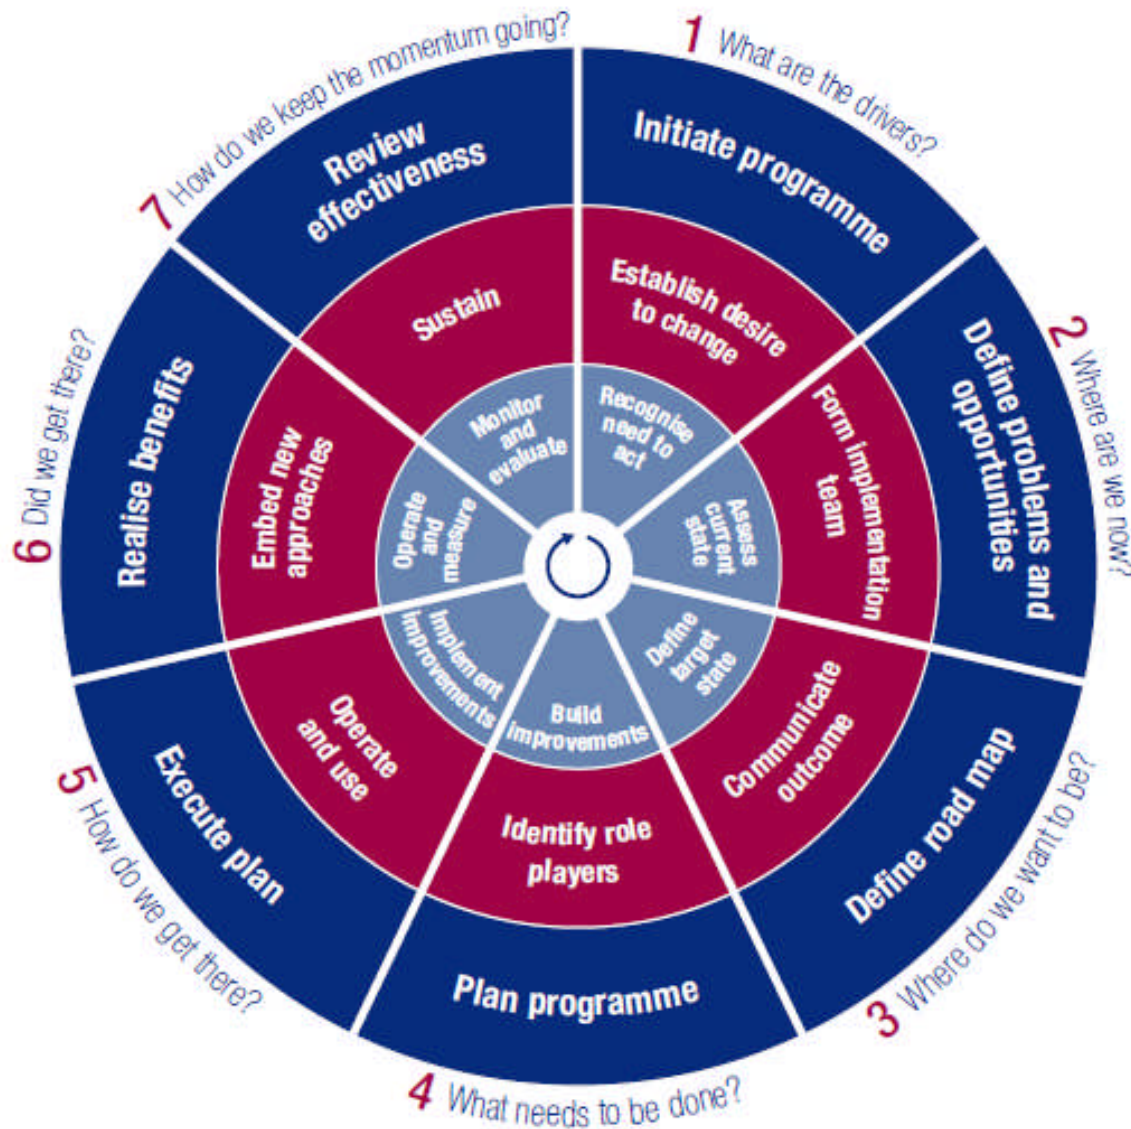 1 What are the drivers?
Initiate programme
Establish desire
to change
Recognise
need to
act
2 Where are we now?
Define problems and
opportunities
Form implementation
team
Assess
current
state
3 Where do we want to be?
Define road map
Communicate
outcome
Define
target
state
4 What needs to be done?
Plan programme
Identify role
players
Build
improvements
5 How do we get there?
Execute plan
Operate
and use
Implement
improvements
6 Did we get there?
Realise benefits
Embed new
approaches
Operate
and
measure
7 How do we keep the momentum going?
Review
effectiveness
Sustain
Monitor
and
evaluate